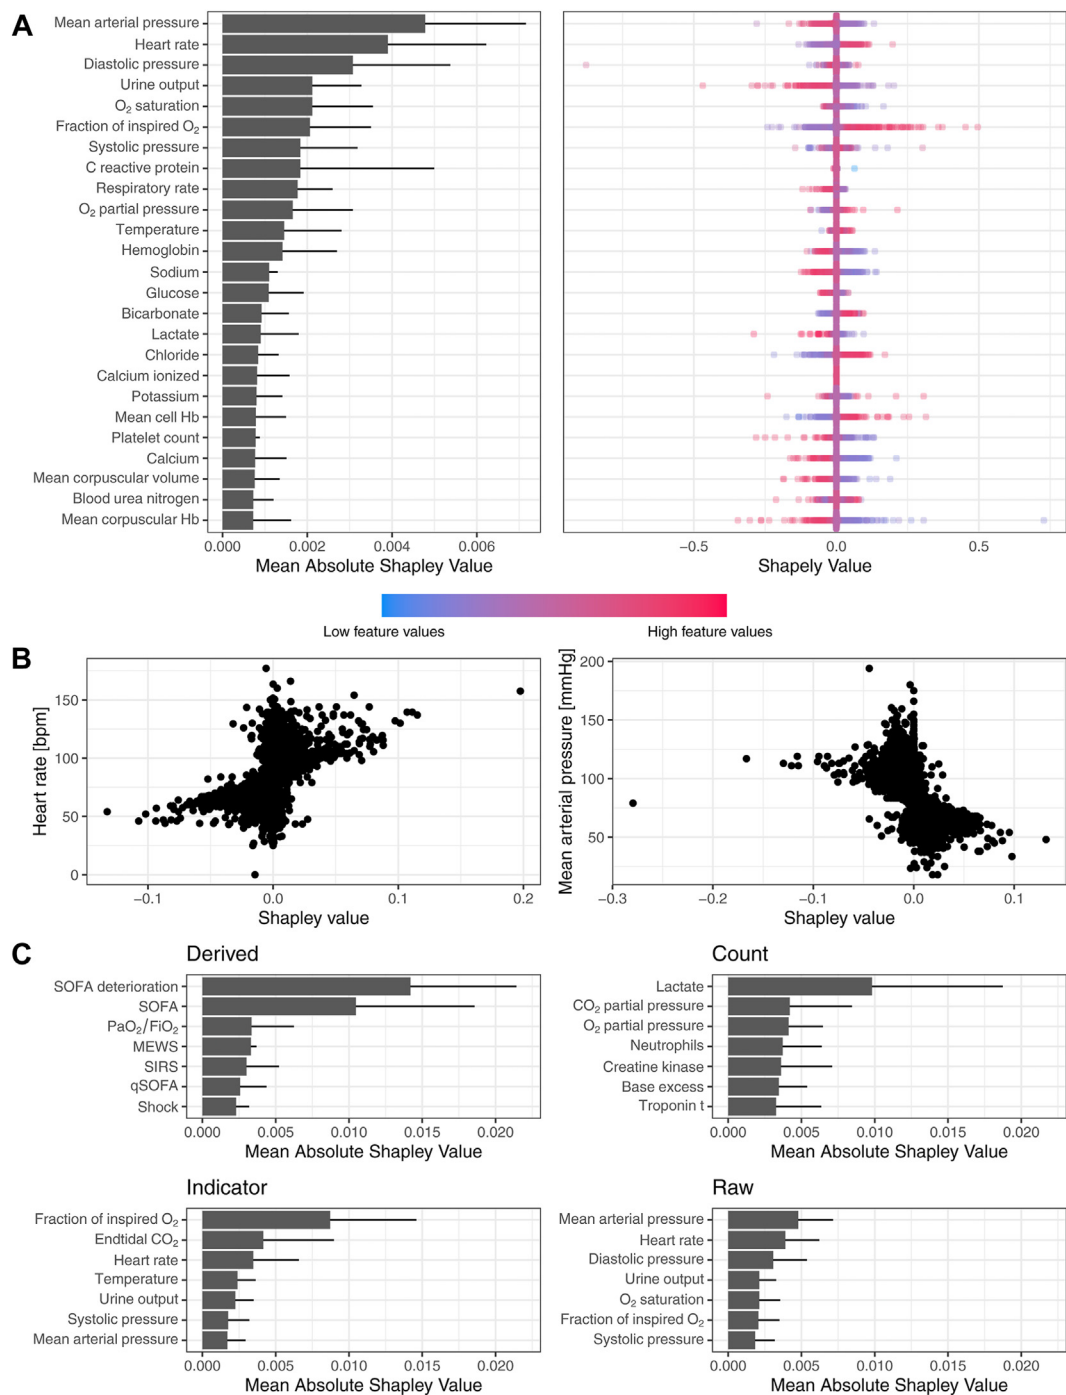 A
Mean arterial pressure
Heart rate
Diastolic pressure
Urine output
O₂ saturation
Fraction of inspired O₂
Systolic pressure
C reactive protein
Respiratory rate
O₂ partial pressure
Temperature
Hemoglobin
Sodium
Glucose
Bicarbonate
Lactate
Chloride
Calcium ionized
Potassium
Mean cell Hb
Platelet count
Calcium
Mean corpuscular volume
Blood urea nitrogen
Mean corpuscular Hb
0.000 0.002 0.004 0.006
Mean Absolute Shapley Value
−0.5 0.0 0.5
Shapely Value
Low feature values High feature values
B
Heart rate [bpm]
150
100
50
0
−0.1 0.0 0.1 0.2
Shapley value
Mean arterial pressure [mmHg]
200
150
100
50
−0.3 −0.2 −0.1 0.0 0.1
Shapley value
C
Derived
SOFA deterioration
SOFA
PaO₂/FiO₂
MEWS
SIRS
qSOFA
Shock
0.000 0.005 0.010 0.015 0.020
Mean Absolute Shapley Value
Count
Lactate
CO₂ partial pressure
O₂ partial pressure
Neutrophils
Creatine kinase
Base excess
Troponin t
0.000 0.005 0.010 0.015 0.020
Mean Absolute Shapley Value
Indicator
Fraction of inspired O₂
Endtidal CO₂
Heart rate
Temperature
Urine output
Systolic pressure
Mean arterial pressure
0.000 0.005 0.010 0.015 0.020
Mean Absolute Shapley Value
Raw
Mean arterial pressure
Heart rate
Diastolic pressure
Urine output
O₂ saturation
Fraction of inspired O₂
Systolic pressure
0.000 0.005 0.010 0.015 0.020
Mean Absolute Shapley Value